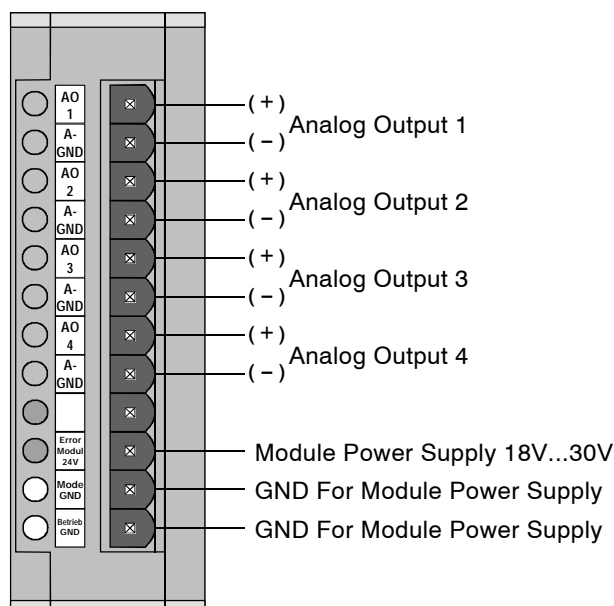 AO
1
(+)
Analog Output 1
A-
GND
(−)
AO
2
(+)
Analog Output 2
A-
GND
(−)
AO
3
(+)
Analog Output 3
A-
GND
(−)
AO
4
(+)
Analog Output 4
A-
GND
(−)
Error
Modul
24V
Module Power Supply 18V...30V
Mode
GND
GND For Module Power Supply
Betrieb
GND
GND For Module Power Supply